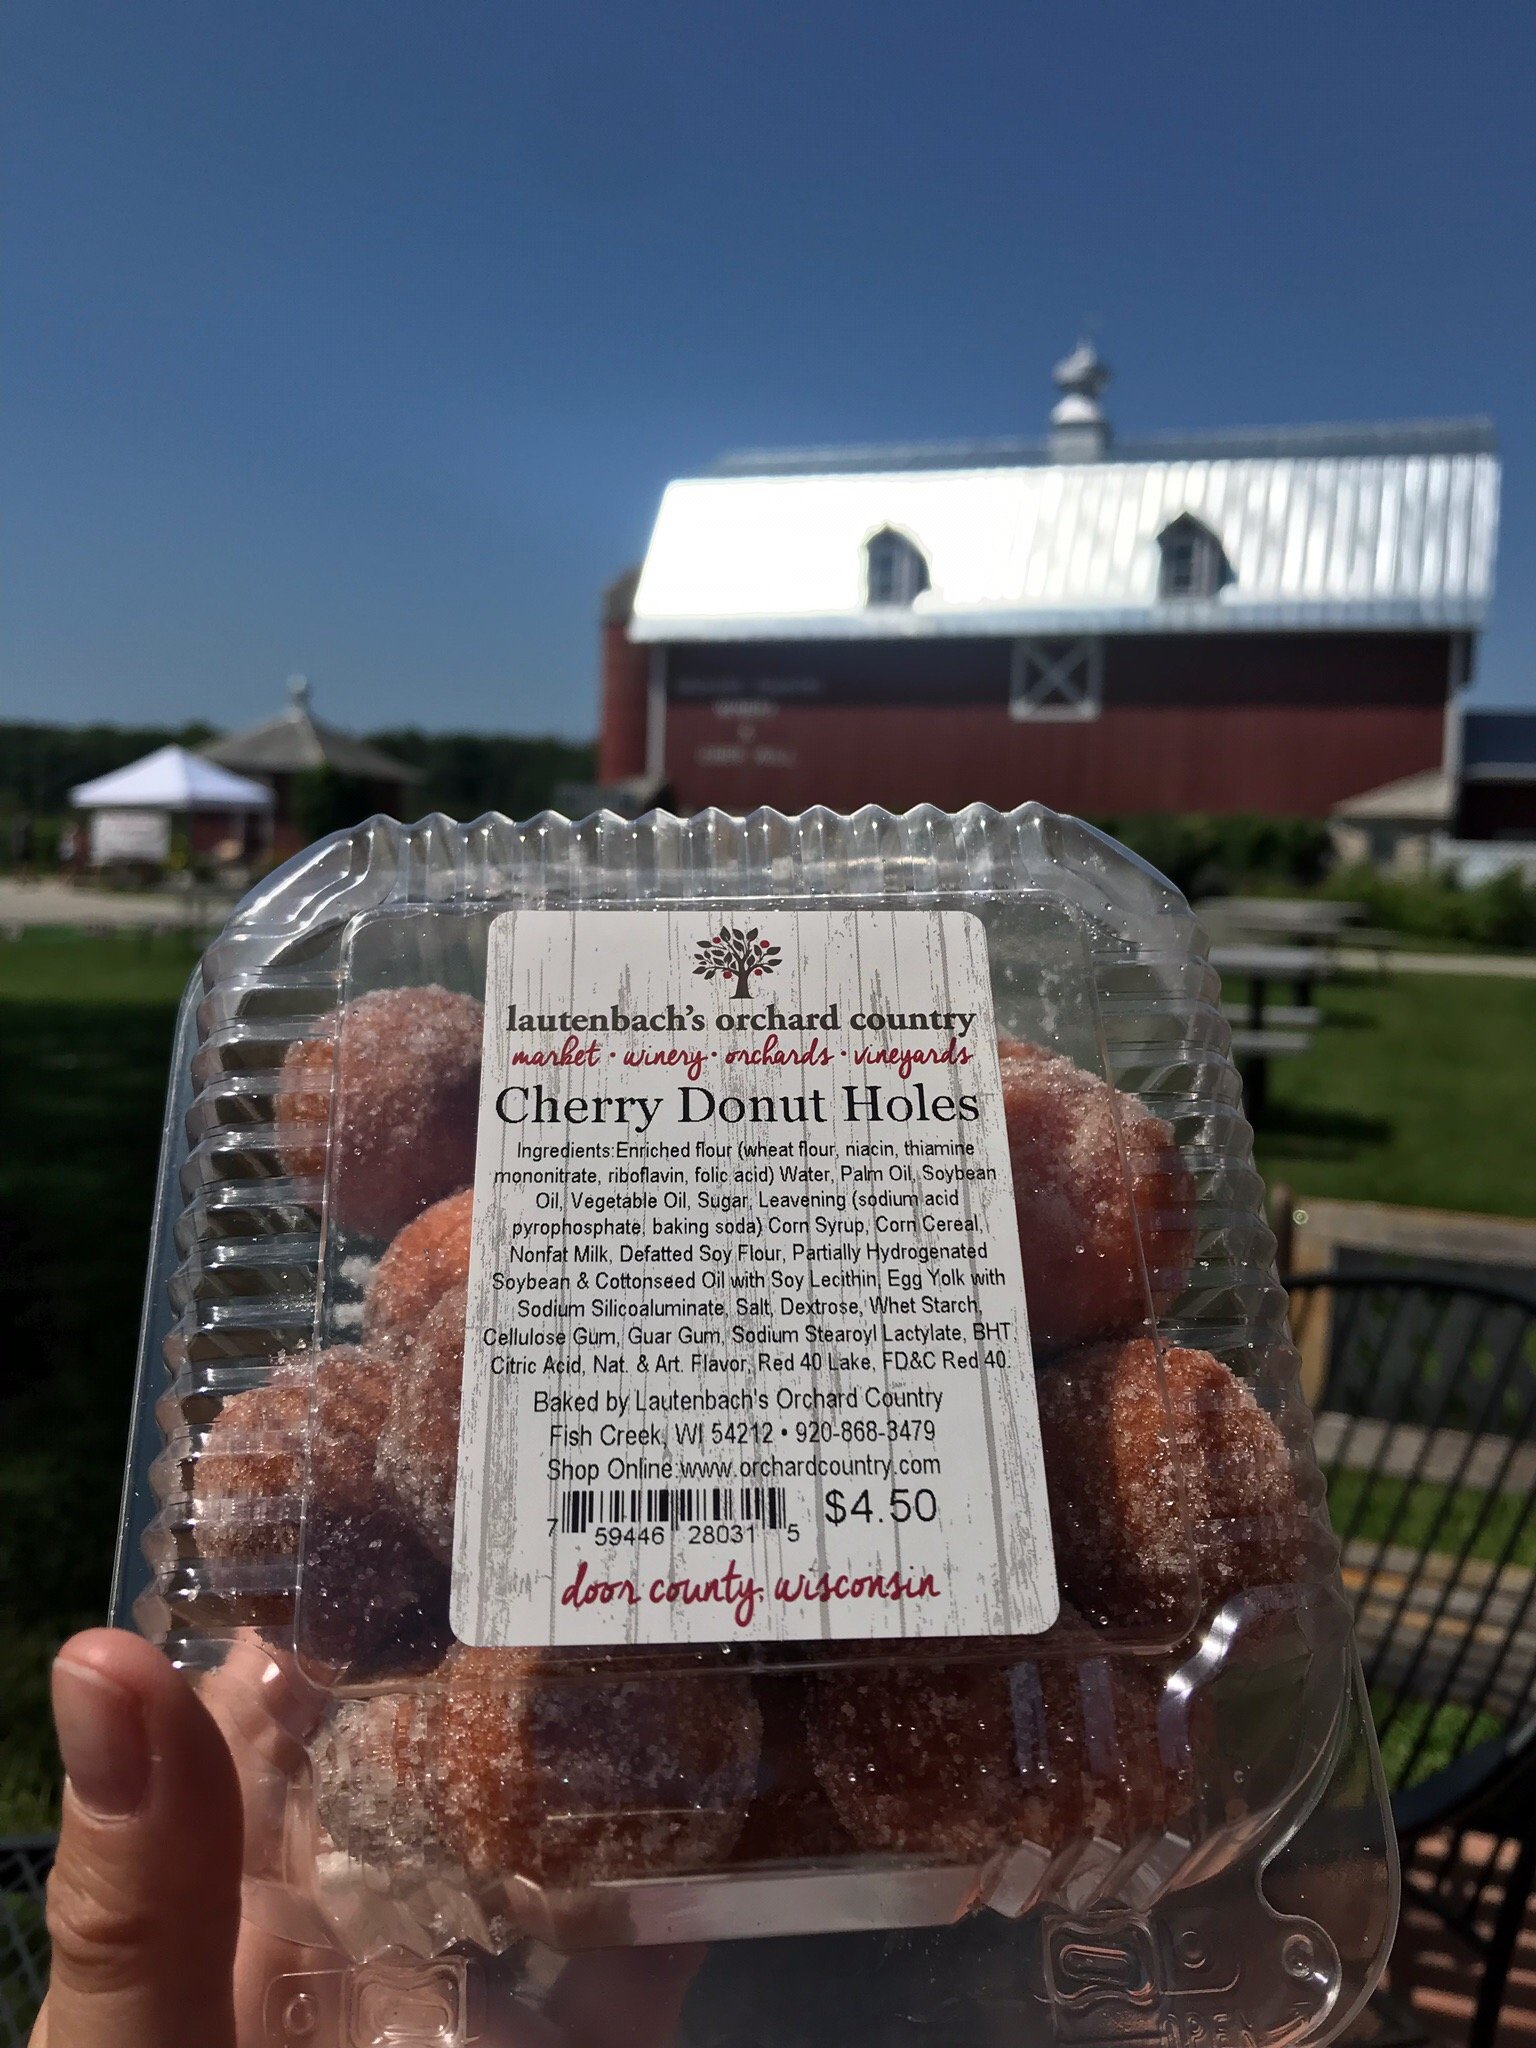 WINERY
&
lautenbach's orchard country
market · winery · orchards · vineyards
Cherry Donut Holes
Ingredients:Enriched flour (wheat flour, niacin, thiamine
mononitrate, riboflavin, folic acid) Water, Palm Oil, Soybean
Oil, Vegetable Oil, Sugar, Leavening (sodium acid
pyrophosphate, baking soda) Corn Syrup, Corn Cereal,
Nonfat Milk, Defatted Soy Flour, Partially Hydrogenated
Soybean & Cottonseed Oil with Soy Lecithin, Egg Yolk with
Sodium Silicoaluminate, Salt, Dextrose, Whet Starch,
Cellulose Gum, Guar Gum, Sodium Stearoyl Lactylate, BHT,
Citric Acid, Nat. & Art. Flavor, Red 40 Lake, FD&C Red 40.
Baked by Lautenbach's Orchard Country
Fish Creek, WI 54212 • 920-868-3479
Shop Online:www.orchardcountry.com
$4.50
7 59446 28031 5
door county, wisconsin